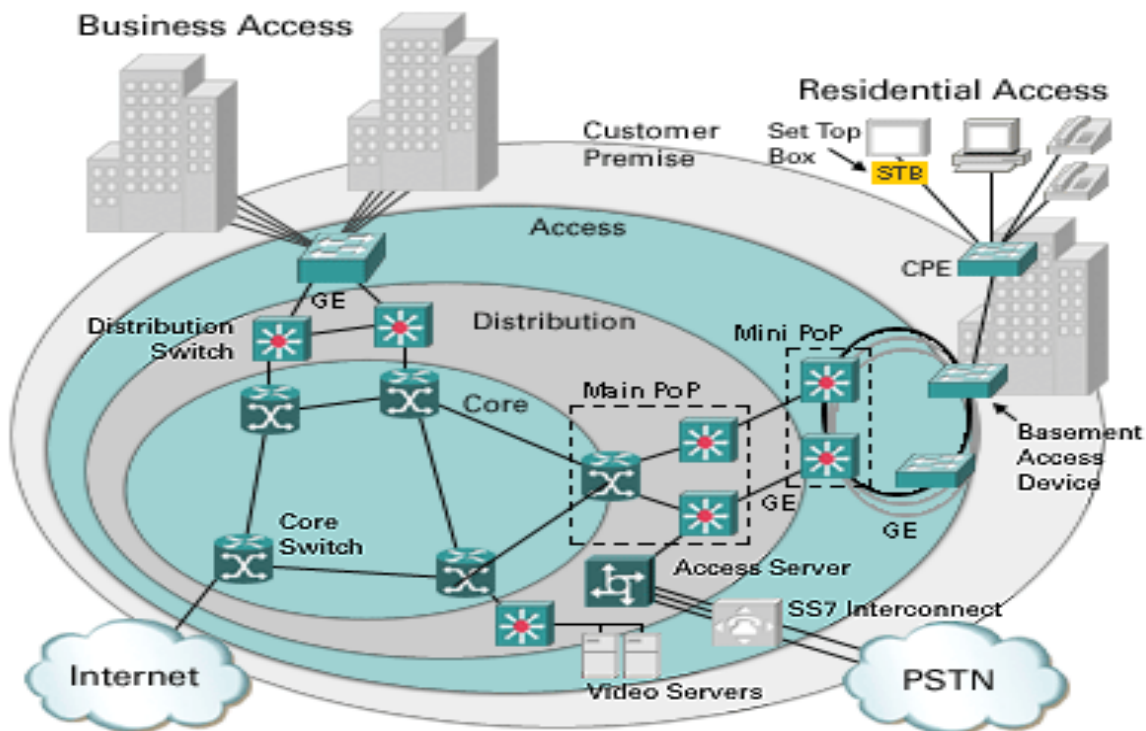 Business Access
Residential Access
Customer
Premise
Set Top
Box
STB
Access
CPE
GE
Distribution
Switch
Distribution
Mini PoP
Main PoP
Core
Basement
Access
Device
GE
GE
Core
Switch
Access Server
SS7 Interconnect
Internet
Video Servers
PSTN